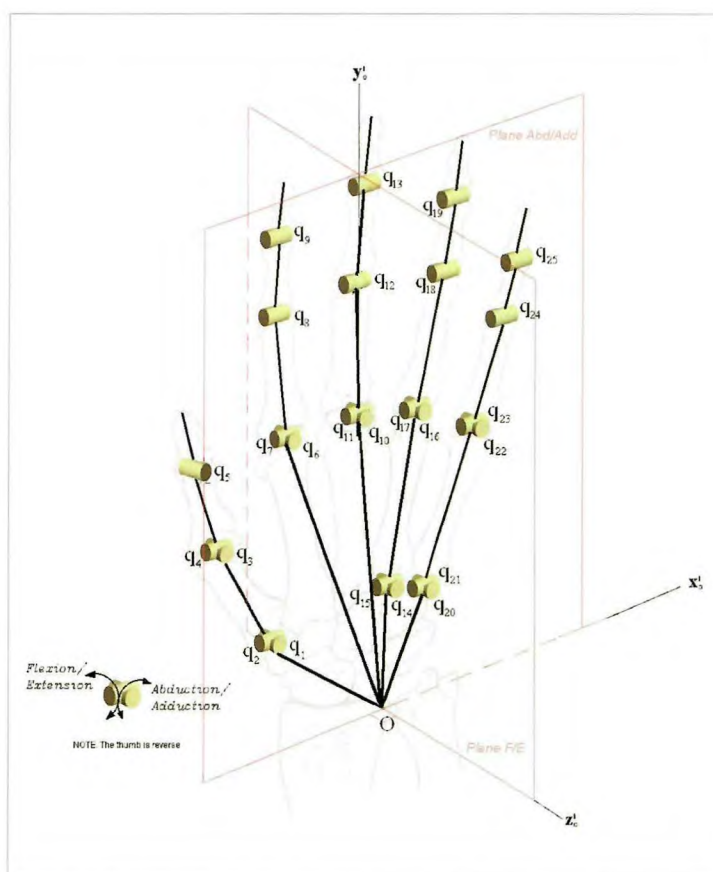 y'₀
Plane Abd/Add
q₁₃
q₁₉
q₉
q₂₅
q₁₂
q₁₈
q₈
q₂₄
q₁₁ q₁₀
q₁₇ q₁₆
q₂₃
q₂₂
q₇ q₆
q₅
q₄ q₃
q₁₅ q₁₄
q₂₁
q₂₀
x'₀
q₂ q₁
Flexion/
Extension
Abduction/
Adduction
NOTE: The thumb is reverse
O
Plane F/E
z'₀